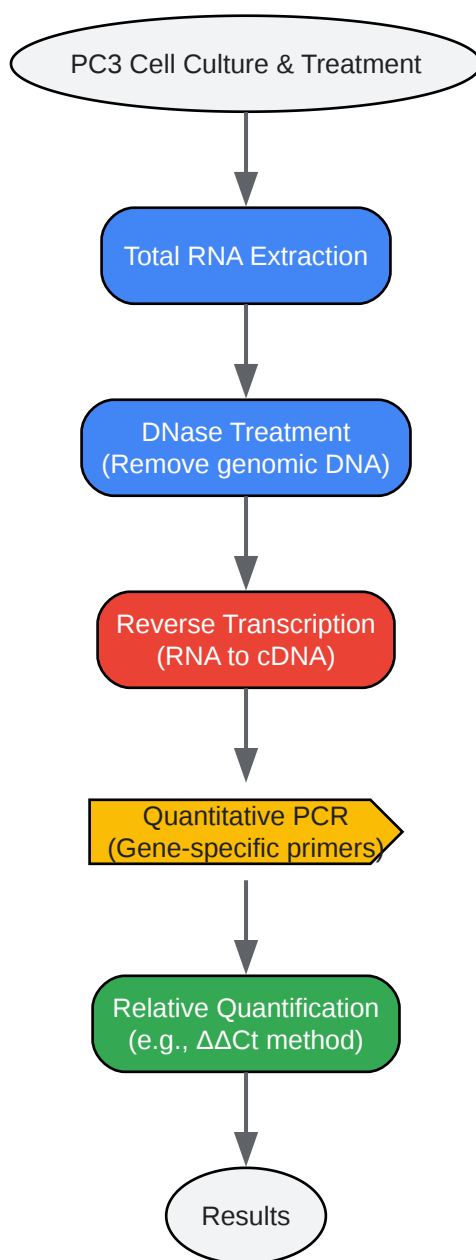 PC3 Cell Culture & Treatment
Total RNA Extraction
DNase Treatment
(Remove genomic DNA)
Reverse Transcription
(RNA to cDNA)
Quantitative PCR
(Gene-specific primers)
Relative Quantification
(e.g., ΔΔCt method)
Results